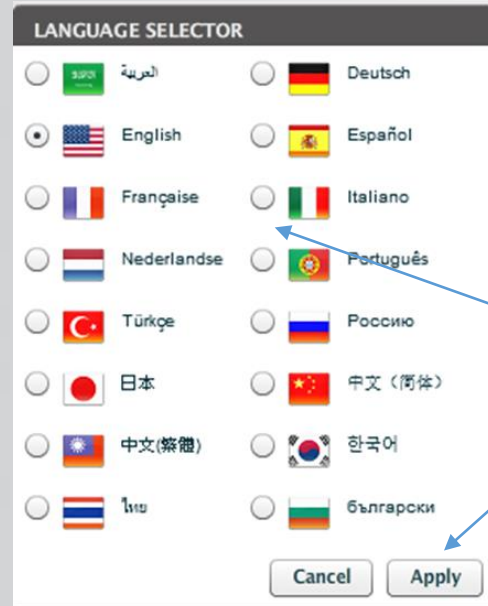 LANGUAGE SELECTOR
العربية Deutsch
English Español
Française Italiano
Nederlandse Português
Türkçe Россию
日本 中文（简体）
中文(繁體) 한국어
ไทย български
Cancel Apply